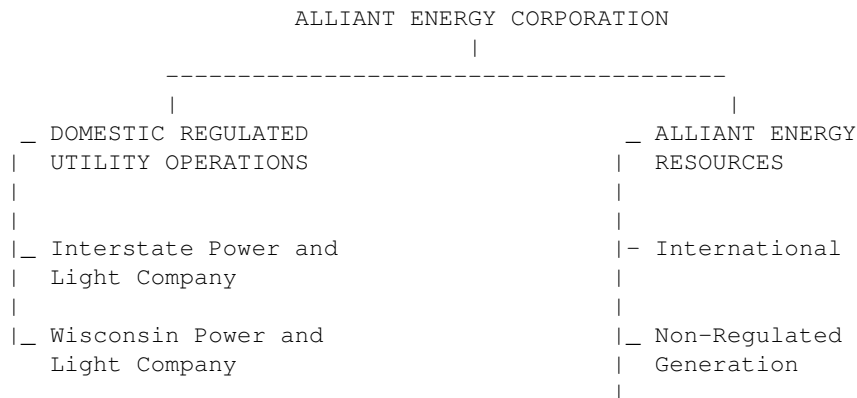 ALLIANT ENERGY CORPORATION
|
---------------------------------------
| |
_ DOMESTIC REGULATED _ ALLIANT ENERGY
| UTILITY OPERATIONS | RESOURCES
| |
| |
|_ Interstate Power and |- International
| Light Company |
| |
|_ Wisconsin Power and |_ Non-Regulated
Light Company | Generation
|